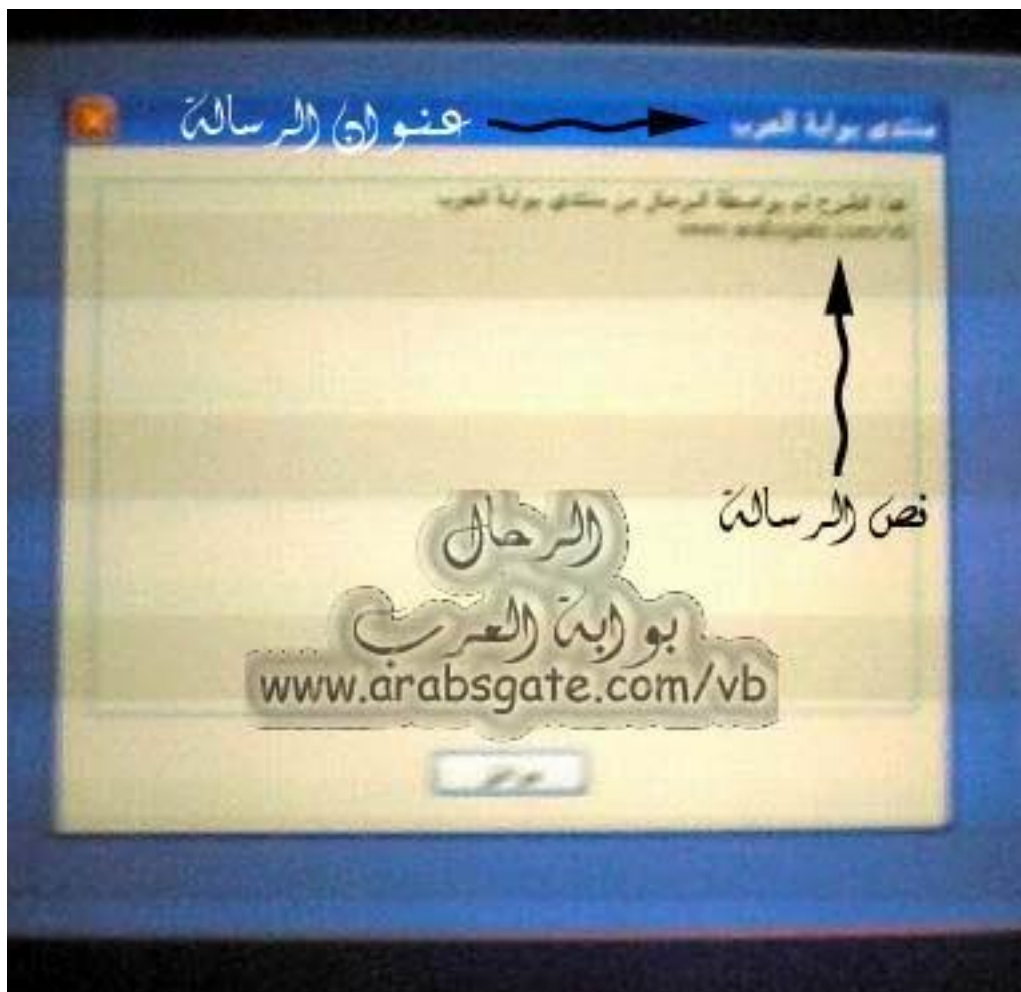 عنوان الرسالة
منتدى بوابة العرب
هذا الشرح تم بواسطة الرحال من منتدى بوابة العرب
www.arabsgate.com/vb
نص الرسالة
الرحال
بوابة العرب
www.arabsgate.com/vb
موافق